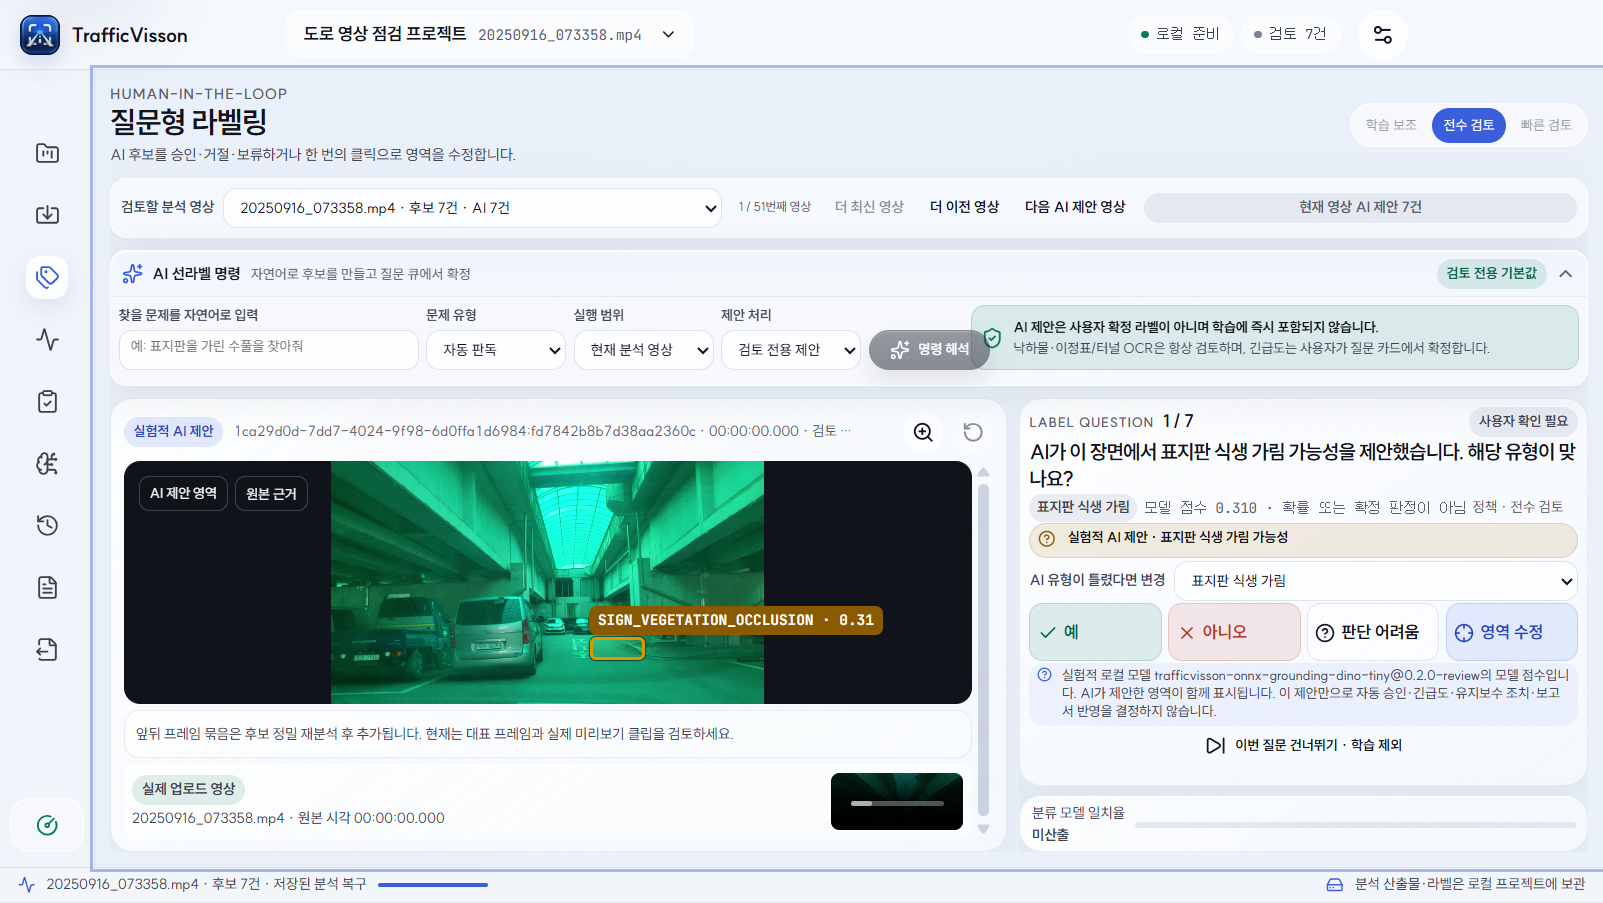 TrafficVisson
도로 영상 점검 프로젝트 20250916_073358.mp4
로컬 준비
검토 7건
HUMAN-IN-THE-LOOP
질문형 라벨링
AI 후보를 승인·거절·보류하거나 한 번의 클릭으로 영역을 수정합니다.
학습 보조 전수 검토 빠른 검토
검토할 분석 영상 20250916_073358.mp4 · 후보 7건 · AI 7건 1 / 51번째 영상 더 최신 영상 더 이전 영상 다음 AI 제안 영상 현재 영상 AI 제안 7건
AI 선라벨 명령 자연어로 후보를 만들고 질문 큐에서 확정 검토 전용 기본값
찾을 문제를 자연어로 입력 문제 유형 실행 범위 제안 처리
예: 표지판을 가린 수풀을 찾아줘 자동 판독 현재 분석 영상 검토 전용 제안 명령 해석
AI 제안은 사용자 확정 라벨이 아니며 학습에 즉시 포함되지 않습니다.
낙하물·이정표/터널 OCR은 항상 검토하며, 긴급도는 사용자가 질문 카드에서 확정합니다.
실험적 AI 제안 1ca29d0d-7dd7-4024-9f98-6d0ffa1d6984:fd7842b8b7d38aa2360c · 00:00:00.000 · 검토 ···
AI 제안 영역 원본 근거
SIGN_VEGETATION_OCCLUSION · 0.31
앞뒤 프레임 묶음은 후보 정밀 재분석 후 추가됩니다. 현재는 대표 프레임과 실제 미리보기 클립을 검토하세요.
실제 업로드 영상
20250916_073358.mp4 · 원본 시각 00:00:00.000
LABEL QUESTION 1 / 7 사용자 확인 필요
AI가 이 장면에서 표지판 식생 가림 가능성을 제안했습니다. 해당 유형이 맞
나요?
표지판 식생 가림 모델 점수 0.310 · 확률 또는 확정 판정이 아님 정책 · 전수 검토
실험적 AI 제안 · 표지판 식생 가림 가능성
AI 유형이 틀렸다면 변경 표지판 식생 가림
예 아니오 판단 어려움 영역 수정
실험적 로컬 모델 trafficvisson-onnx-grounding-dino-tiny@0.2.0-review의 모델 점수입니
다. AI가 제안한 영역이 함께 표시됩니다. 이 제안만으로 자동 승인·긴급도·유지보수 조치·보고
서 반영을 결정하지 않습니다.
이번 질문 건너뛰기 · 학습 제외
분류 모델 일치율
미산출
20250916_073358.mp4 · 후보 7건 · 저장된 분석 복구
분석 산출물·라벨은 로컬 프로젝트에 보관